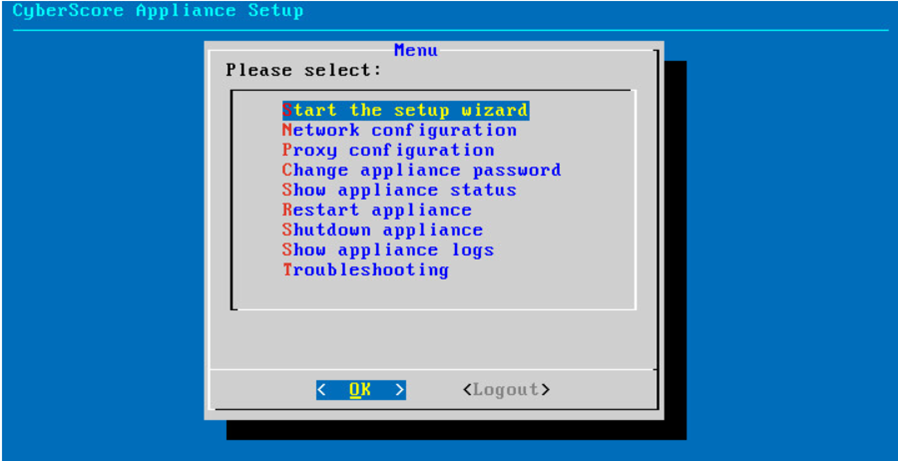 CyberScore Appliance Setup
Menu
Please select:
Start the setup wizard
Network configuration
Proxy configuration
Change appliance password
Show appliance status
Restart appliance
Shutdown appliance
Show appliance logs
Troubleshooting
< OK > <Logout>